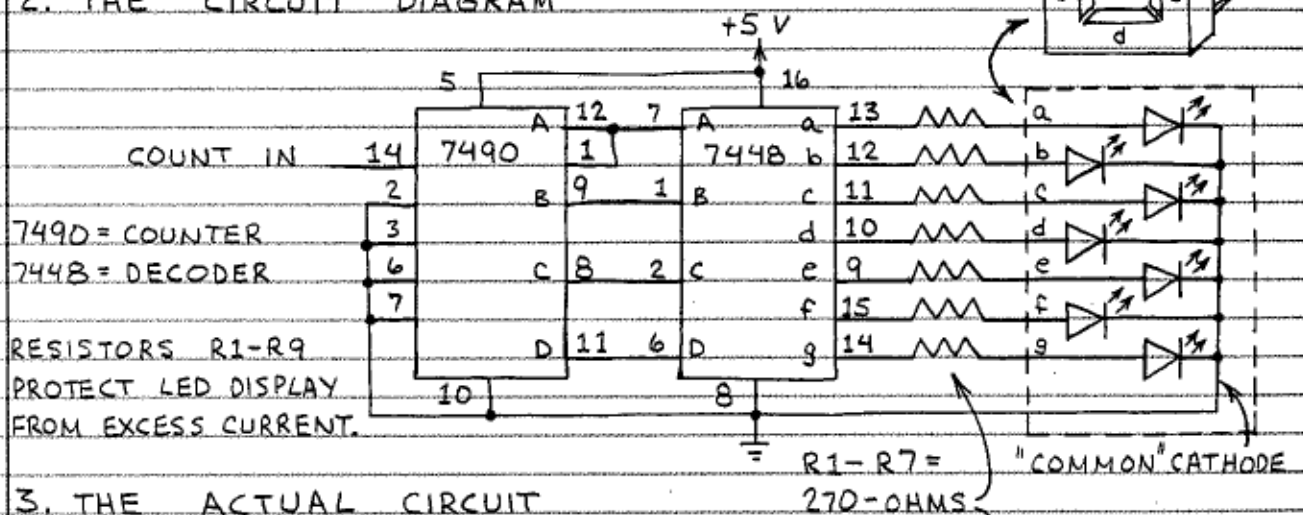 2. THE CIRCUIT DIAGRAM
d
+5 V
5 16
A 12 7 A a 13 a
COUNT IN 14 7490 1 7448 b 12 b
2 B 9 1 B c 11 c
7490 = COUNTER 3 d 10 d
7448 = DECODER 6 C 8 2 C e 9 e
7 f 15 f
RESISTORS R1-R9 D 11 6 D g 14 g
PROTECT LED DISPLAY 10 8
FROM EXCESS CURRENT.
R1-R7 = "COMMON" CATHODE
3. THE ACTUAL CIRCUIT 270-OHMS